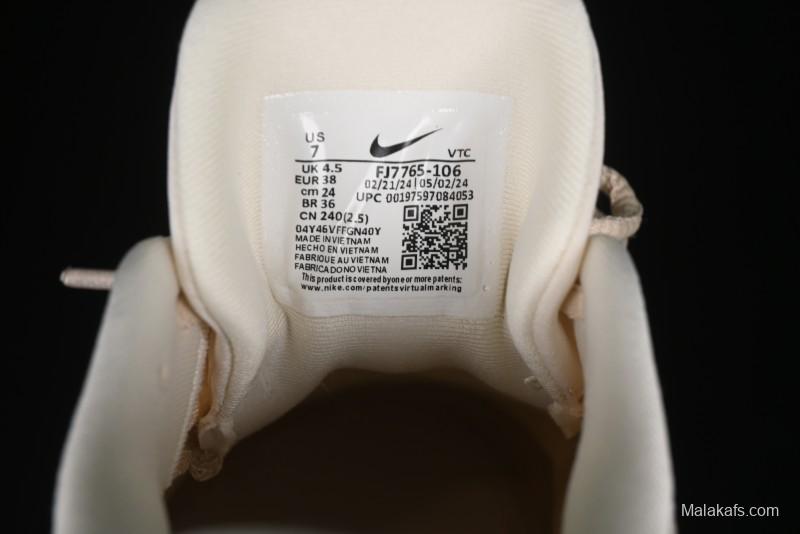 US
7
VTC
UK 4.5
EUR 38
cm 24
BR 36
CN 240(2.5)
FJ7765-106
02/21/24 | 05/02/24
UPC 00197597084053
04Y46VFFGN40Y
MADE IN VIETNAM
HECHO EN VIETNAM
FABRIQUE AU VIETNAM
FABRICADO NO VIETNA
This product is covered by one or more patents:
www.nike.com/patentsvirtualmarking
Malakafs.com